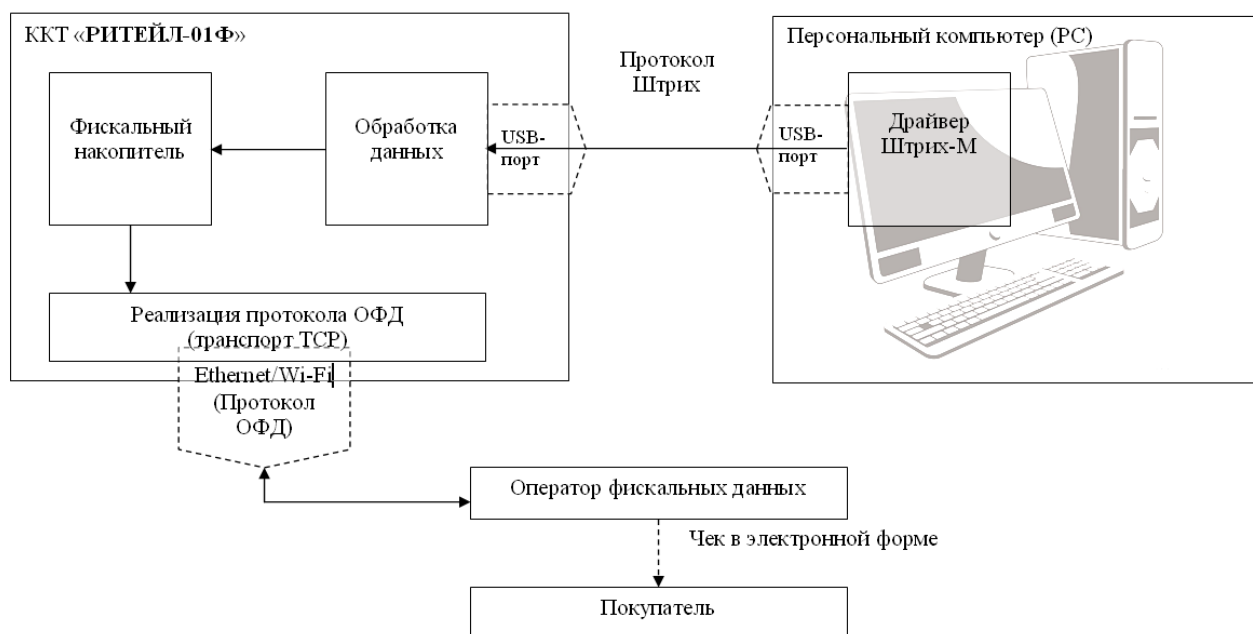 ККТ «РИТЕЙЛ-01Ф»
Фискальный
накопитель
Обработка
данных
USB-
порт
Протокол
Штрих
Персональный компьютер (PC)
USB-
порт
Драйвер
Штрих-М
Реализация протокола ОФД
(транспорт TCP)
Ethernet/Wi-Fi
(Протокол
ОФД)
Оператор фискальных данных
Чек в электронной форме
Покупатель